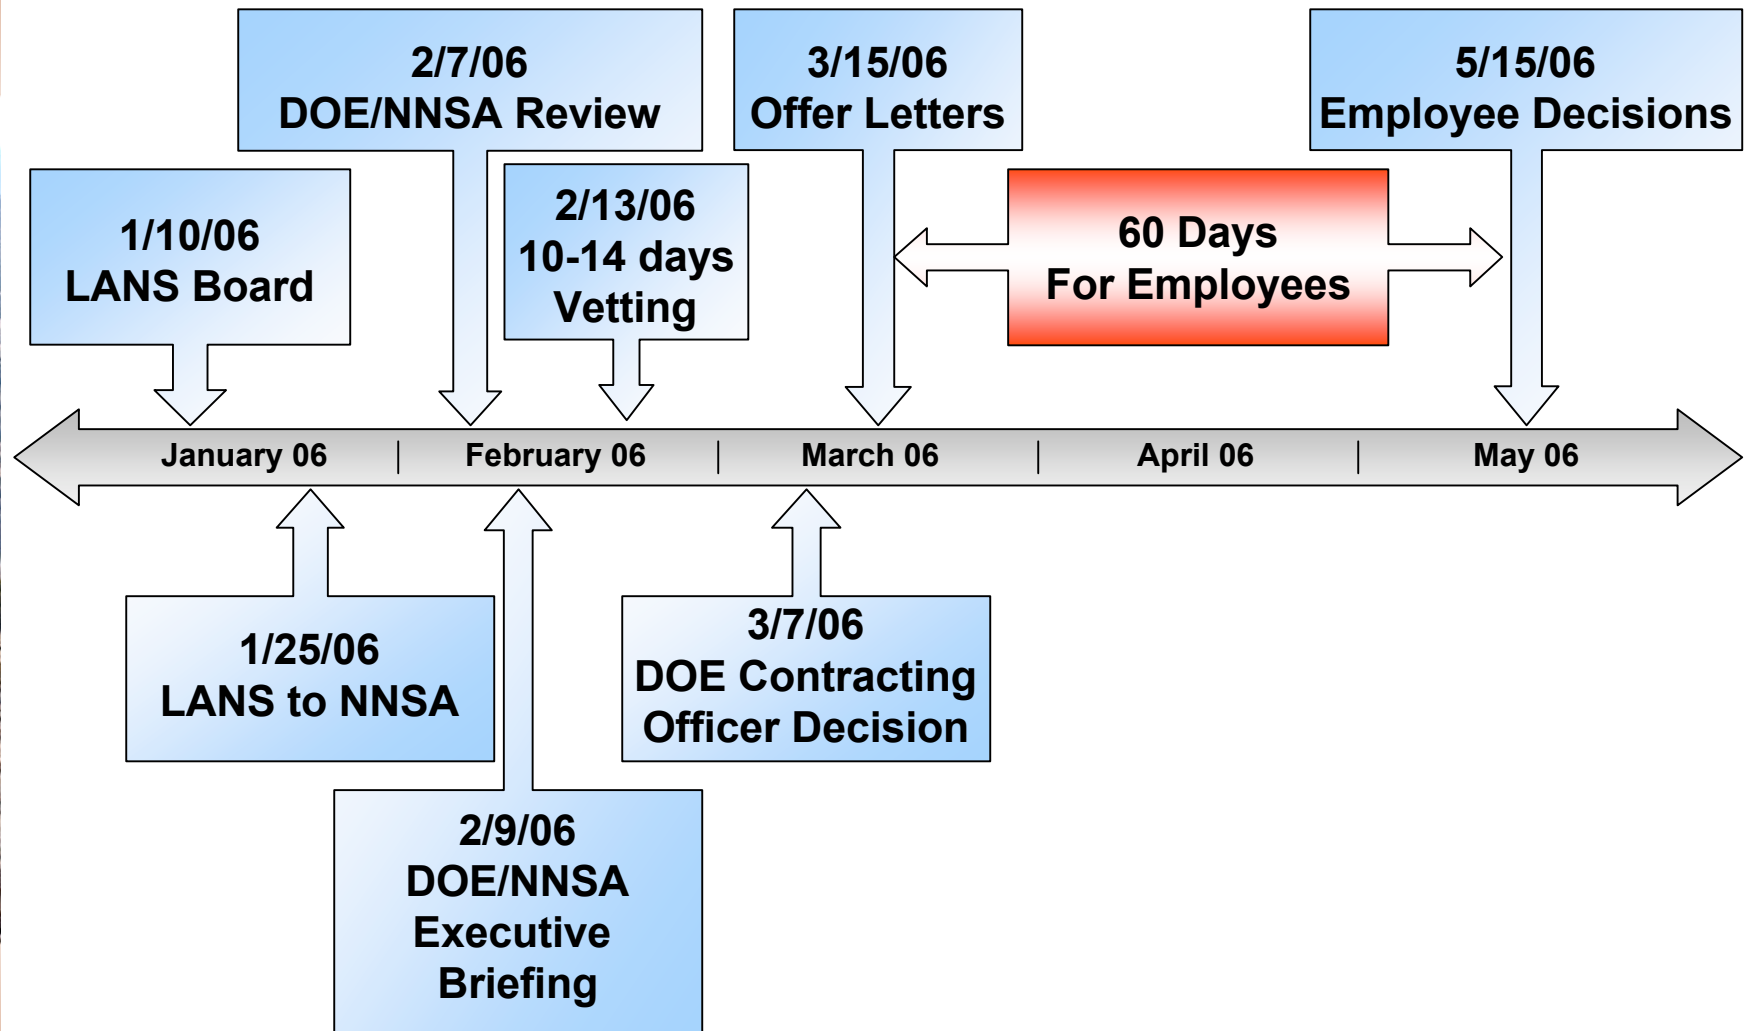 2/7/06
DOE/NNSA Review
3/15/06
Offer Letters
5/15/06
Employee Decisions
1/10/06
LANS Board
2/13/06
10-14 days
Vetting
60 Days
For Employees
January 06 | February 06 | March 06 | April 06 | May 06
1/25/06
LANS to NNSA
3/7/06
DOE Contracting
Officer Decision
2/9/06
DOE/NNSA
Executive
Briefing